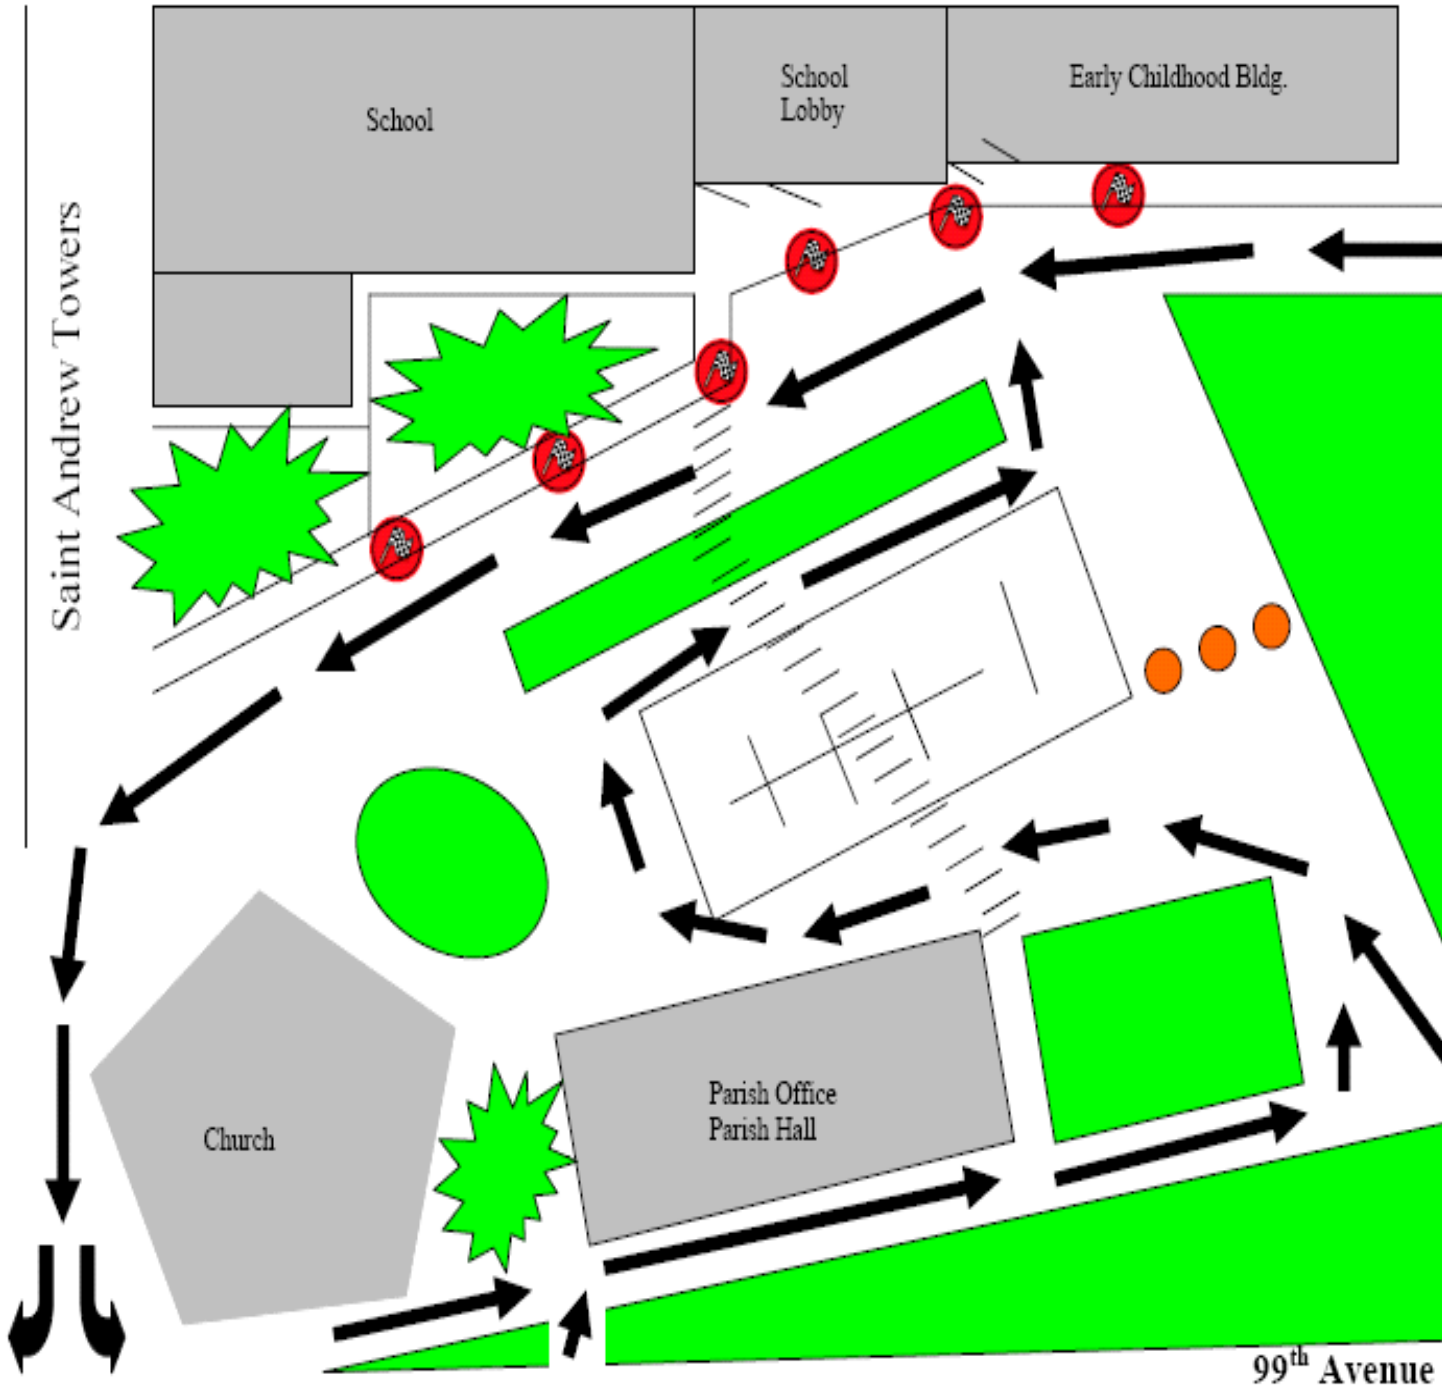 School
School
Lobby
Early Childhood Bldg.
Saint Andrew Towers
Church
Parish Office
Parish Hall
99th Avenue